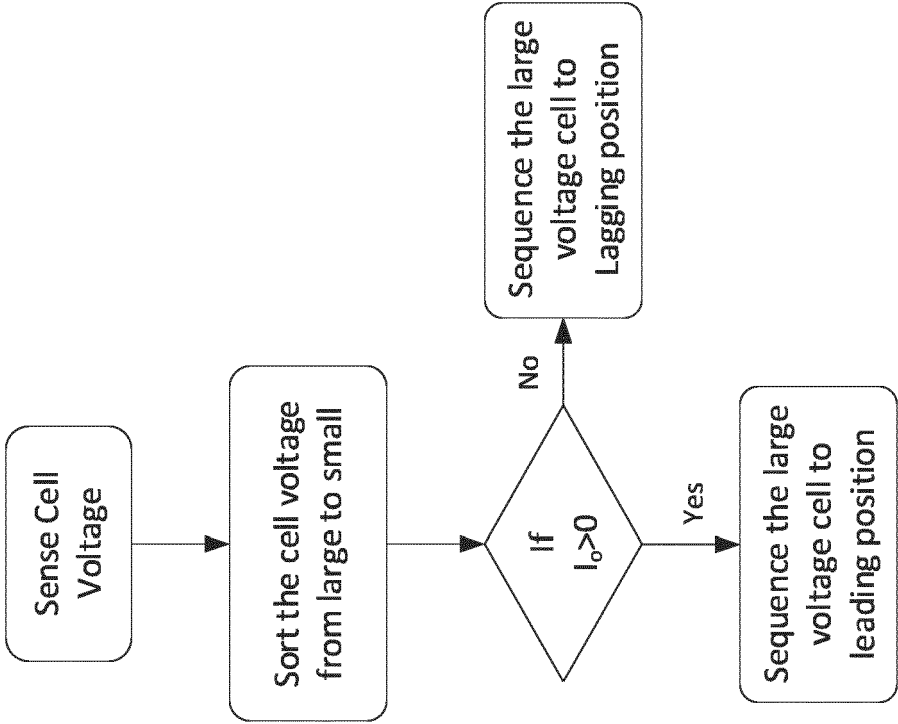 Sense Cell
Voltage
Sort the cell voltage
from large to small
If
Io>0
No
Sequence the large
voltage cell to
Lagging position
Yes
Sequence the large
voltage cell to
leading position